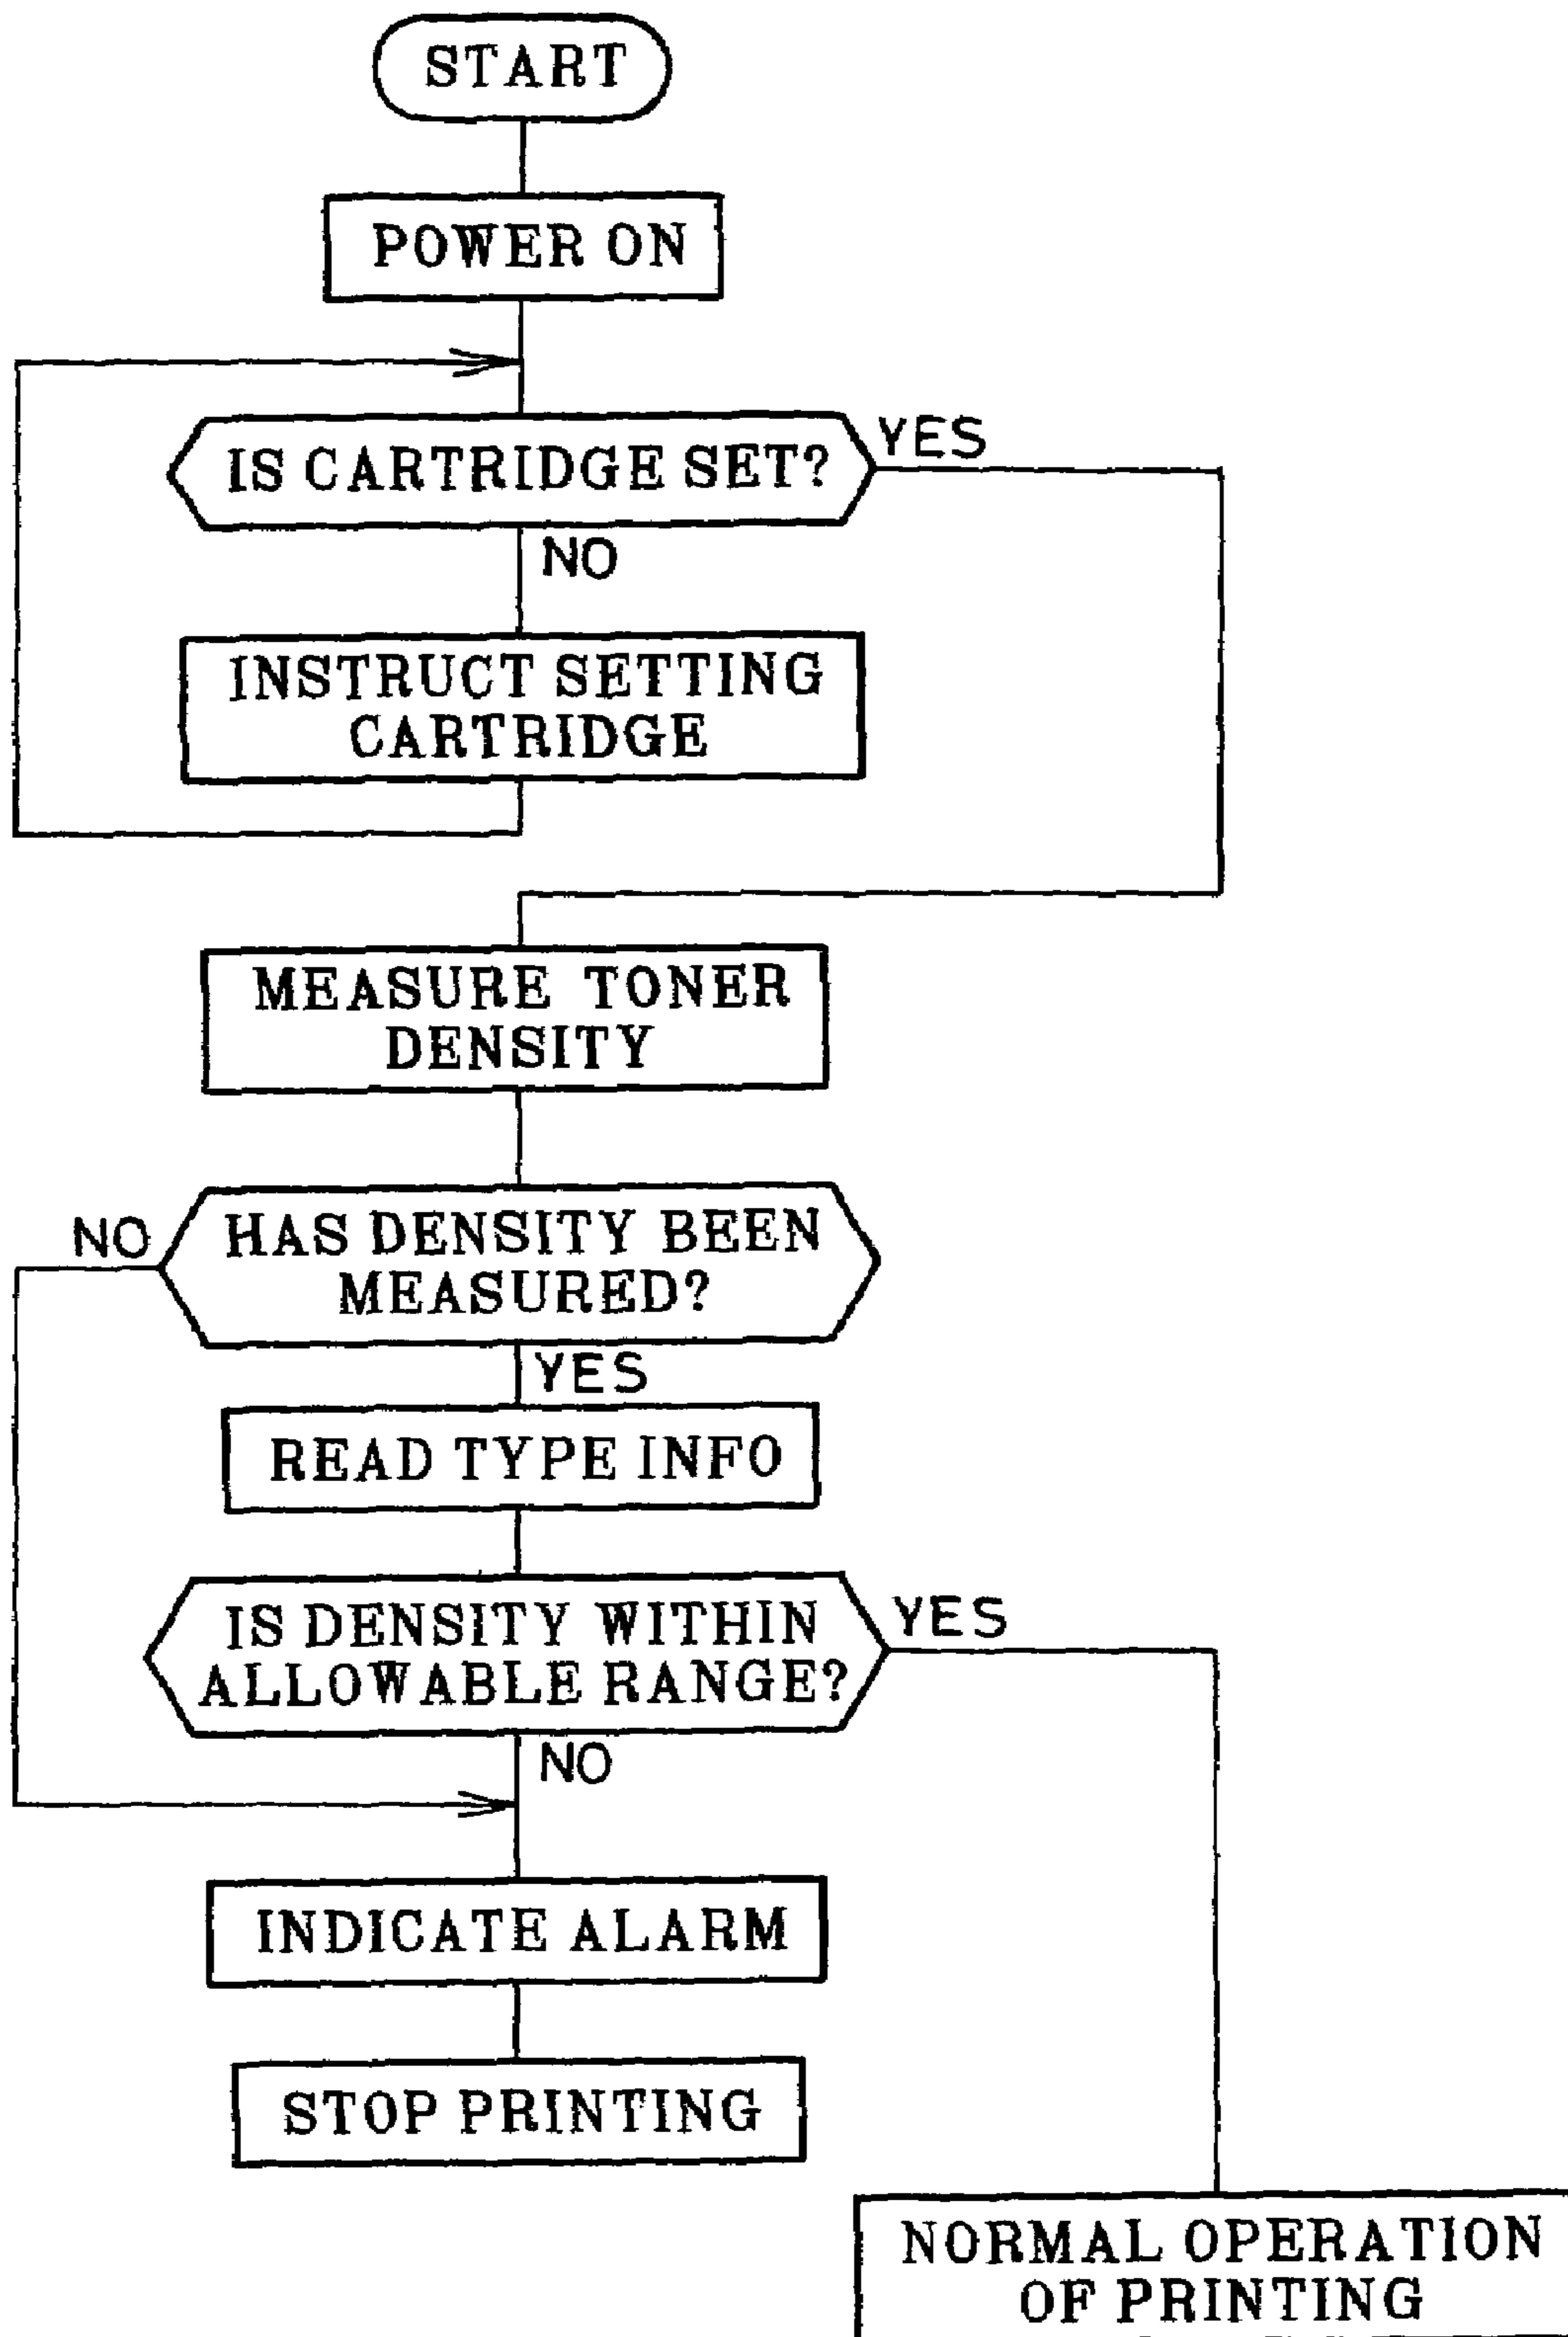 START
POWER ON
IS CARTRIDGE SET?
YES
NO
INSTRUCT SETTING
CARTRIDGE
MEASURE TONER
DENSITY
NO
HAS DENSITY BEEN
MEASURED?
YES
READ TYPE INFO
IS DENSITY WITHIN
ALLOWABLE RANGE?
YES
NO
INDICATE ALARM
STOP PRINTING
NORMAL OPERATION
OF PRINTING